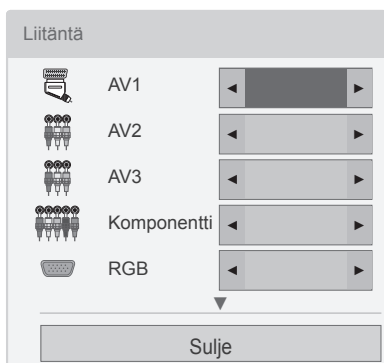 Liitäntä
AV1
AV2
AV3
Komponentti
RGB
Sulje